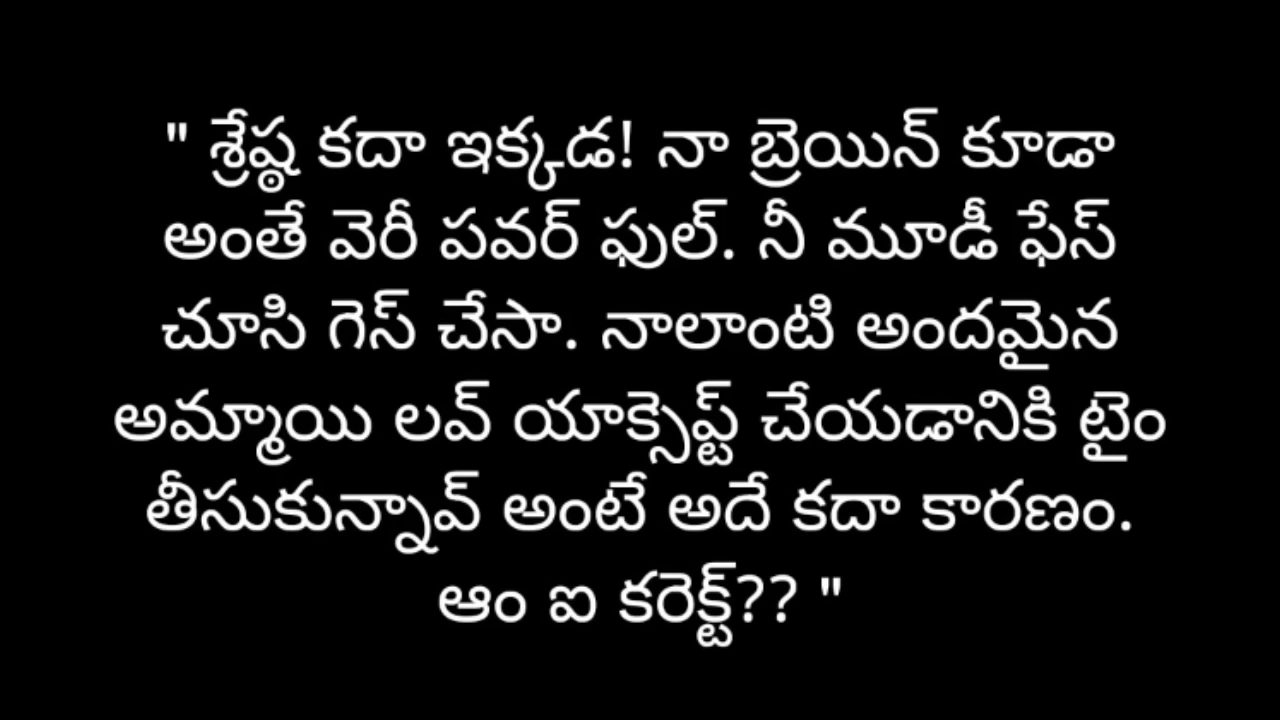 " శ్రేష్ఠ కదా ఇక్కడ! నా బ్రెయిన్ కూడా
అంతే వెరీ పవర్ ఫుల్. నీ మూడీ ఫేస్
చూసి గెస్ చేసా. నాలాంటి అందమైన
అమ్మాయి లవ్ యాక్సెప్ట్ చేయడానికి టైం
తీసుకున్నావ్ అంటే అదే కదా కారణం.
ఆం ఐ కరెక్ట్?? "